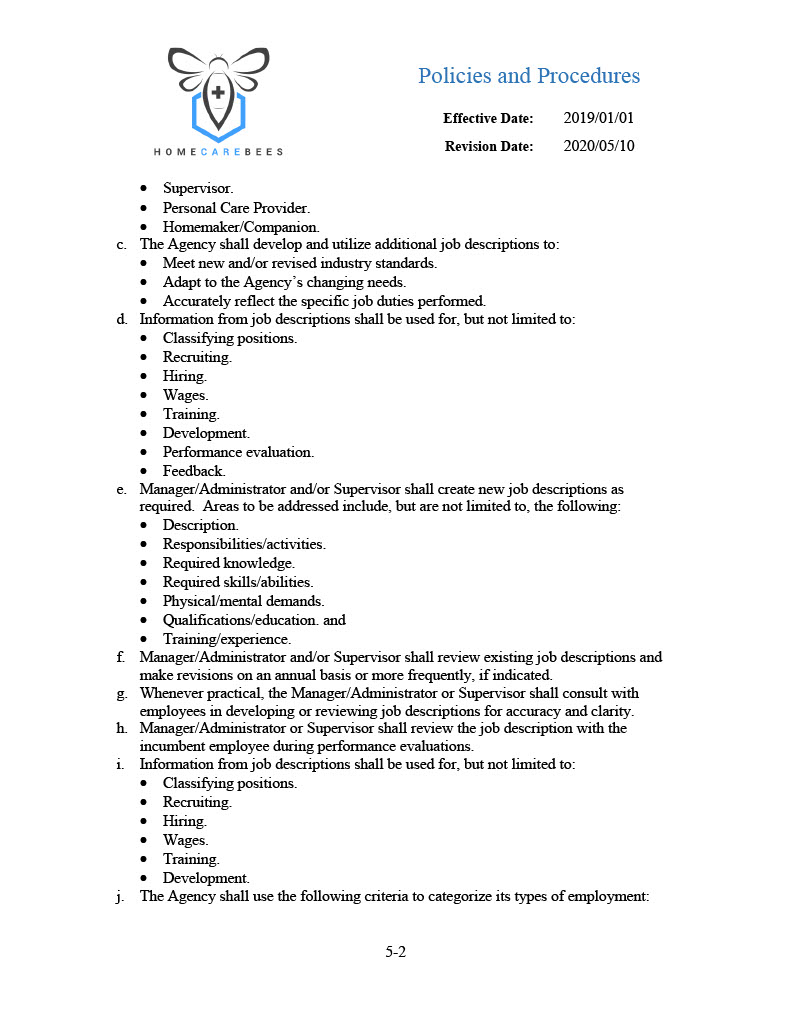 Policies and Procedures
Effective Date: 2019/01/01
Revision Date: 2020/05/10
HOMECAREBEES
• Supervisor.
• Personal Care Provider.
• Homemaker/Companion.
c. The Agency shall develop and utilize additional job descriptions to:
• Meet new and/or revised industry standards.
• Adapt to the Agency's changing needs.
• Accurately reflect the specific job duties performed.
d. Information from job descriptions shall be used for, but not limited to:
• Classifying positions.
• Recruiting.
• Hiring.
• Wages.
• Training.
• Development.
• Performance evaluation.
• Feedback.
e. Manager/Administrator and/or Supervisor shall create new job descriptions as
required. Areas to be addressed include, but are not limited to, the following:
• Description.
• Responsibilities/activities.
• Required knowledge.
• Required skills/abilities.
• Physical/mental demands.
• Qualifications/education. and
• Training/experience.
f. Manager/Administrator and/or Supervisor shall review existing job descriptions and
make revisions on an annual basis or more frequently, if indicated.
g. Whenever practical, the Manager/Administrator or Supervisor shall consult with
employees in developing or reviewing job descriptions for accuracy and clarity.
h. Manager/Administrator or Supervisor shall review the job description with the
incumbent employee during performance evaluations.
i. Information from job descriptions shall be used for, but not limited to:
• Classifying positions.
• Recruiting.
• Hiring.
• Wages.
• Training.
• Development.
j. The Agency shall use the following criteria to categorize its types of employment:
5-2